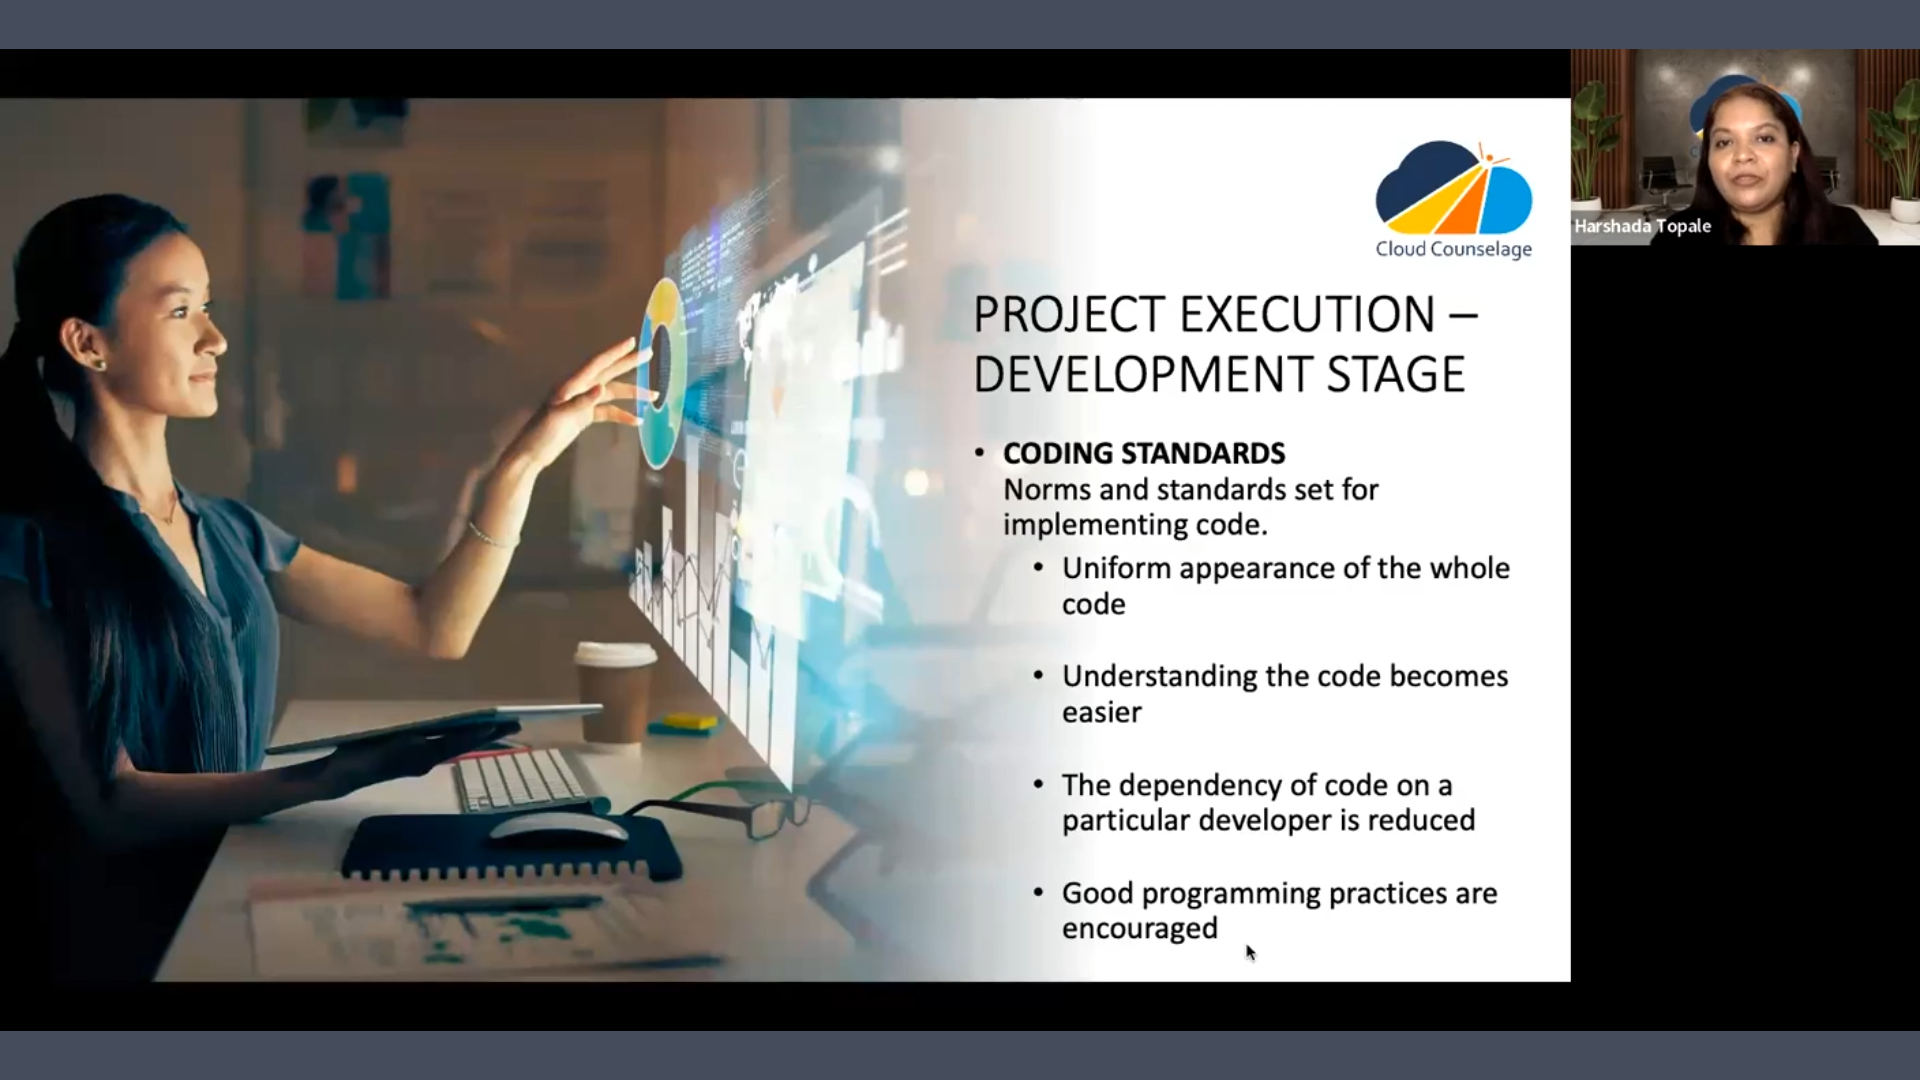 Cloud Counselage
Harshada Topale
PROJECT EXECUTION –
DEVELOPMENT STAGE
• CODING STANDARDS
Norms and standards set for
implementing code.
• Uniform appearance of the whole
code
• Understanding the code becomes
easier
• The dependency of code on a
particular developer is reduced
• Good programming practices are
encouraged